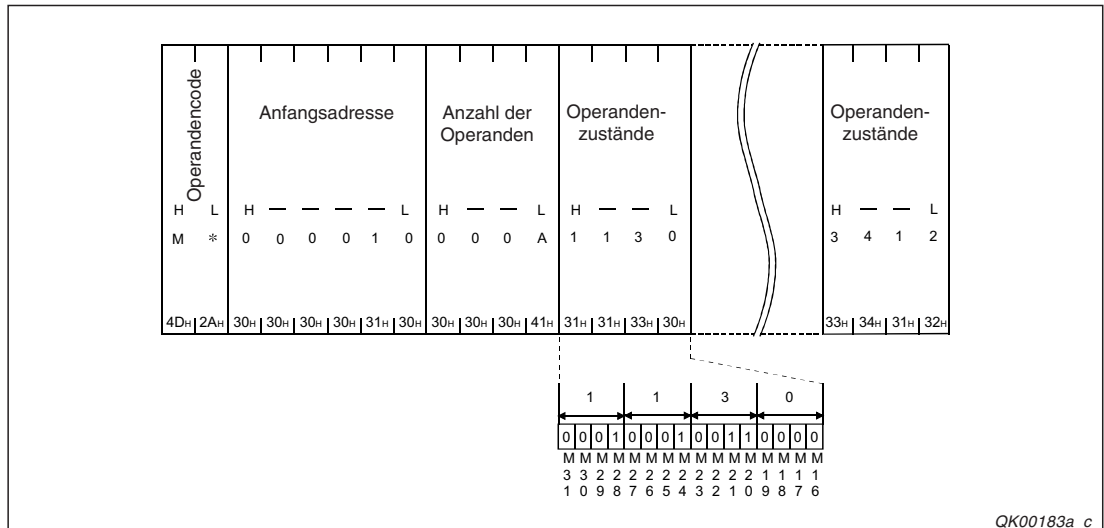 Operandencode
Anfangsadresse
Anzahl der
Operanden
Operanden-
zustände
Operanden-
zustände
H L H — — — — L H — — L H — — L H — — L
M * 0 0 0 0 1 0 0 0 0 A 1 1 3 0 3 4 1 2
4DH 2AH 30H 30H 30H 30H 31H 30H 30H 30H 30H 41H 31H 31H 33H 30H 33H 34H 31H 32H
1 1 3 0
0 0 0 1 0 0 0 1 0 0 1 1 0 0 0 0
M M M M M M M M M M M M M M M M
3 3 2 2 2 2 2 2 2 2 2 2 1 1 1 1
1 0 9 8 7 6 5 4 3 2 1 0 9 8 7 6
QK00183a_c